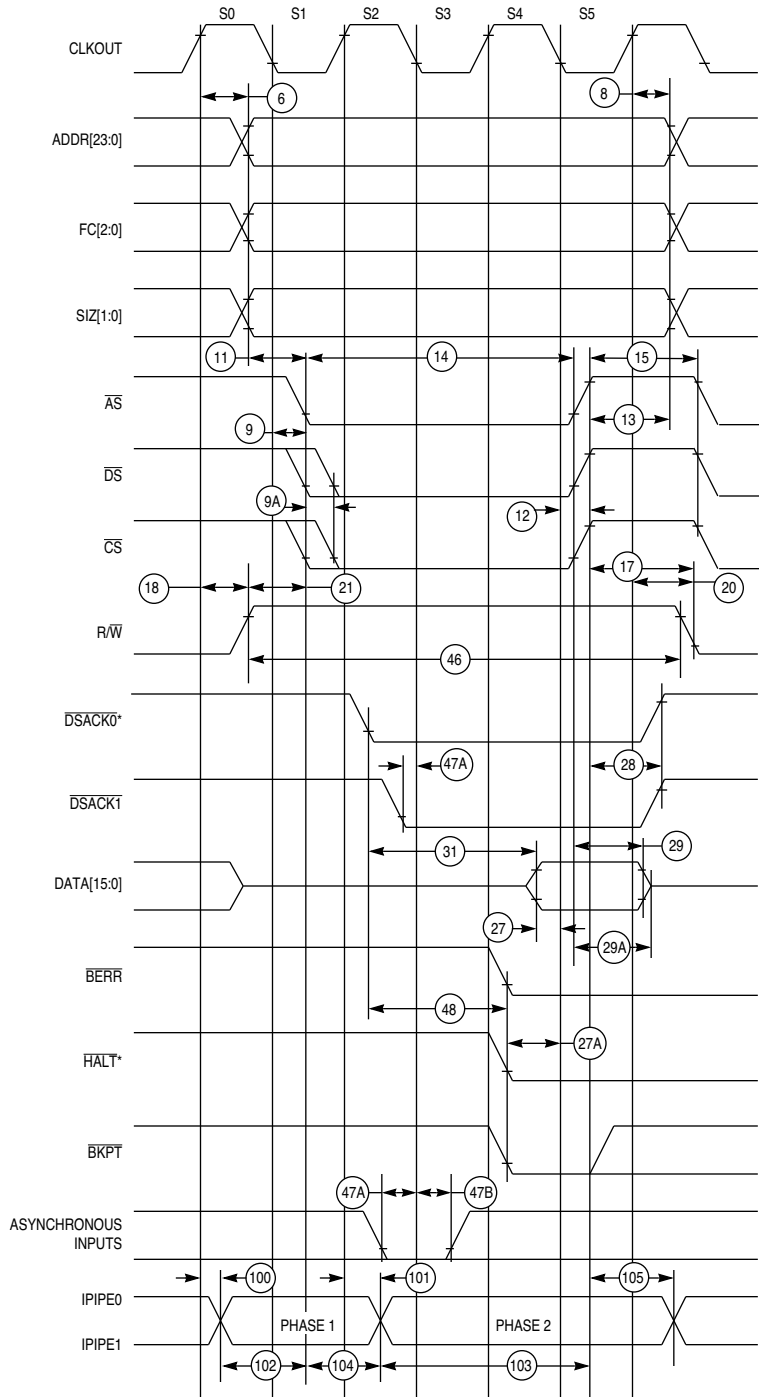 S0 S1 S2 S3 S4 S5
CLKOUT
6 8
ADDR[23:0]
FC[2:0]
SIZ[1:0]
11 14 15
AS
9 13
DS
9A 12
CS
18 21 17 20
R/W
46
DSACK0*
47A 28
DSACK1
31 29
DATA[15:0]
27 29A
BERR
48
27A
HALT*
BKPT
47A 47B
ASYNCHRONOUS
INPUTS
100 101 105
IPIPE0
PHASE 1 PHASE 2
IPIPE1
102 104 103